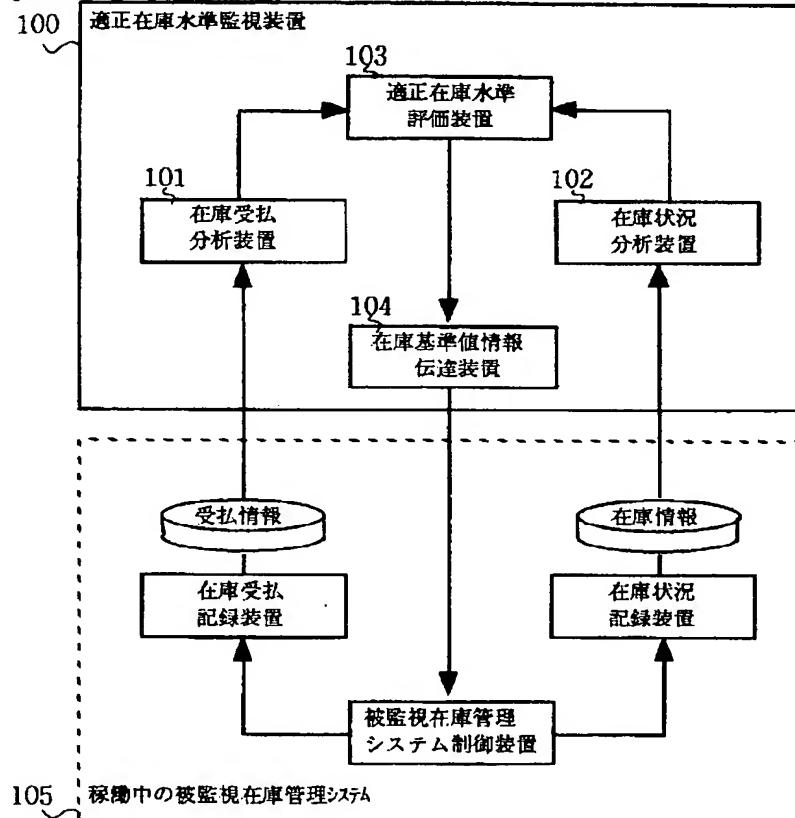 100
適正在庫水準監視装置
103
適正在庫水準
評価装置
101
在庫受払
分析装置
102
在庫状況
分析装置
104
在庫基準値情報
伝達装置
受払情報
在庫情報
在庫受払
記録装置
在庫状況
記録装置
被監視在庫管理
システム制御装置
105
稼働中の被監視在庫管理システム